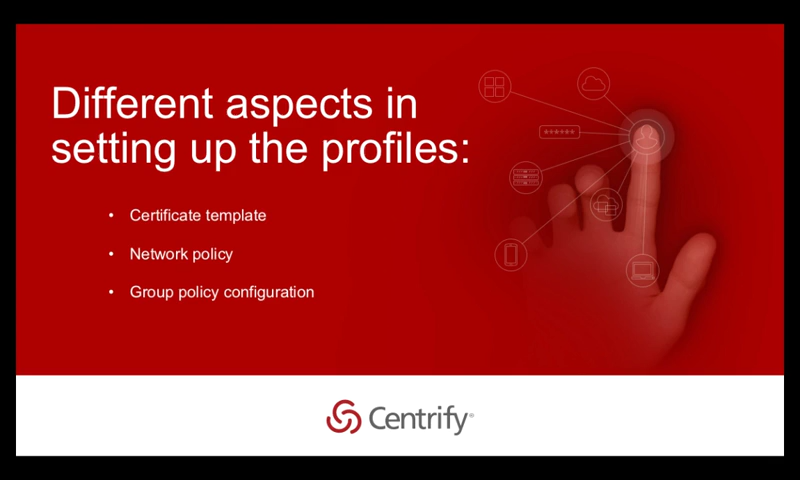 Different aspects in
setting up the profiles:
• Certificate template
• Network policy
• Group policy configuration
******
Centrify®